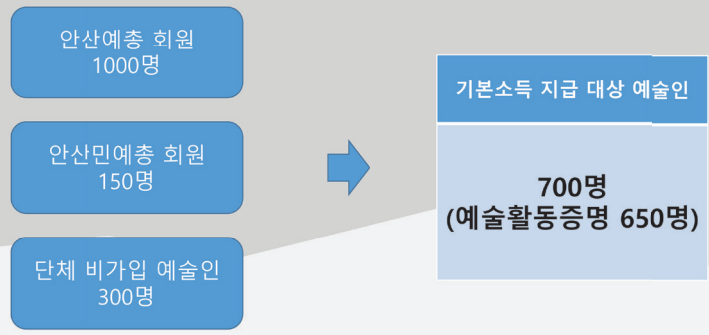 안산예총 회원
1000명
안산민예총 회원
150명
단체 비가입 예술인
300명
기본소득 지급 대상 예술인
700명
(예술활동증명 650명)